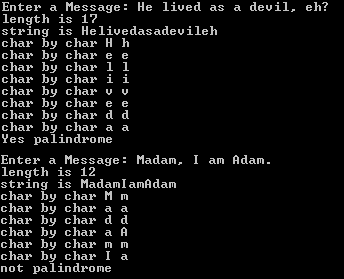 Enter a Message: He lived as a devil, eh?
length is 17
string is Helivedasadevileh
char by char H h
char by char e e
char by char l l
char by char i i
char by char v v
char by char e e
char by char d d
char by char a a
Yes palindrome
Enter a Message: Madam, I am Adam.
length is 12
string is MadamIamAdam
char by char M m
char by char a a
char by char d d
char by char a A
char by char m m
char by char I a
not palindrome